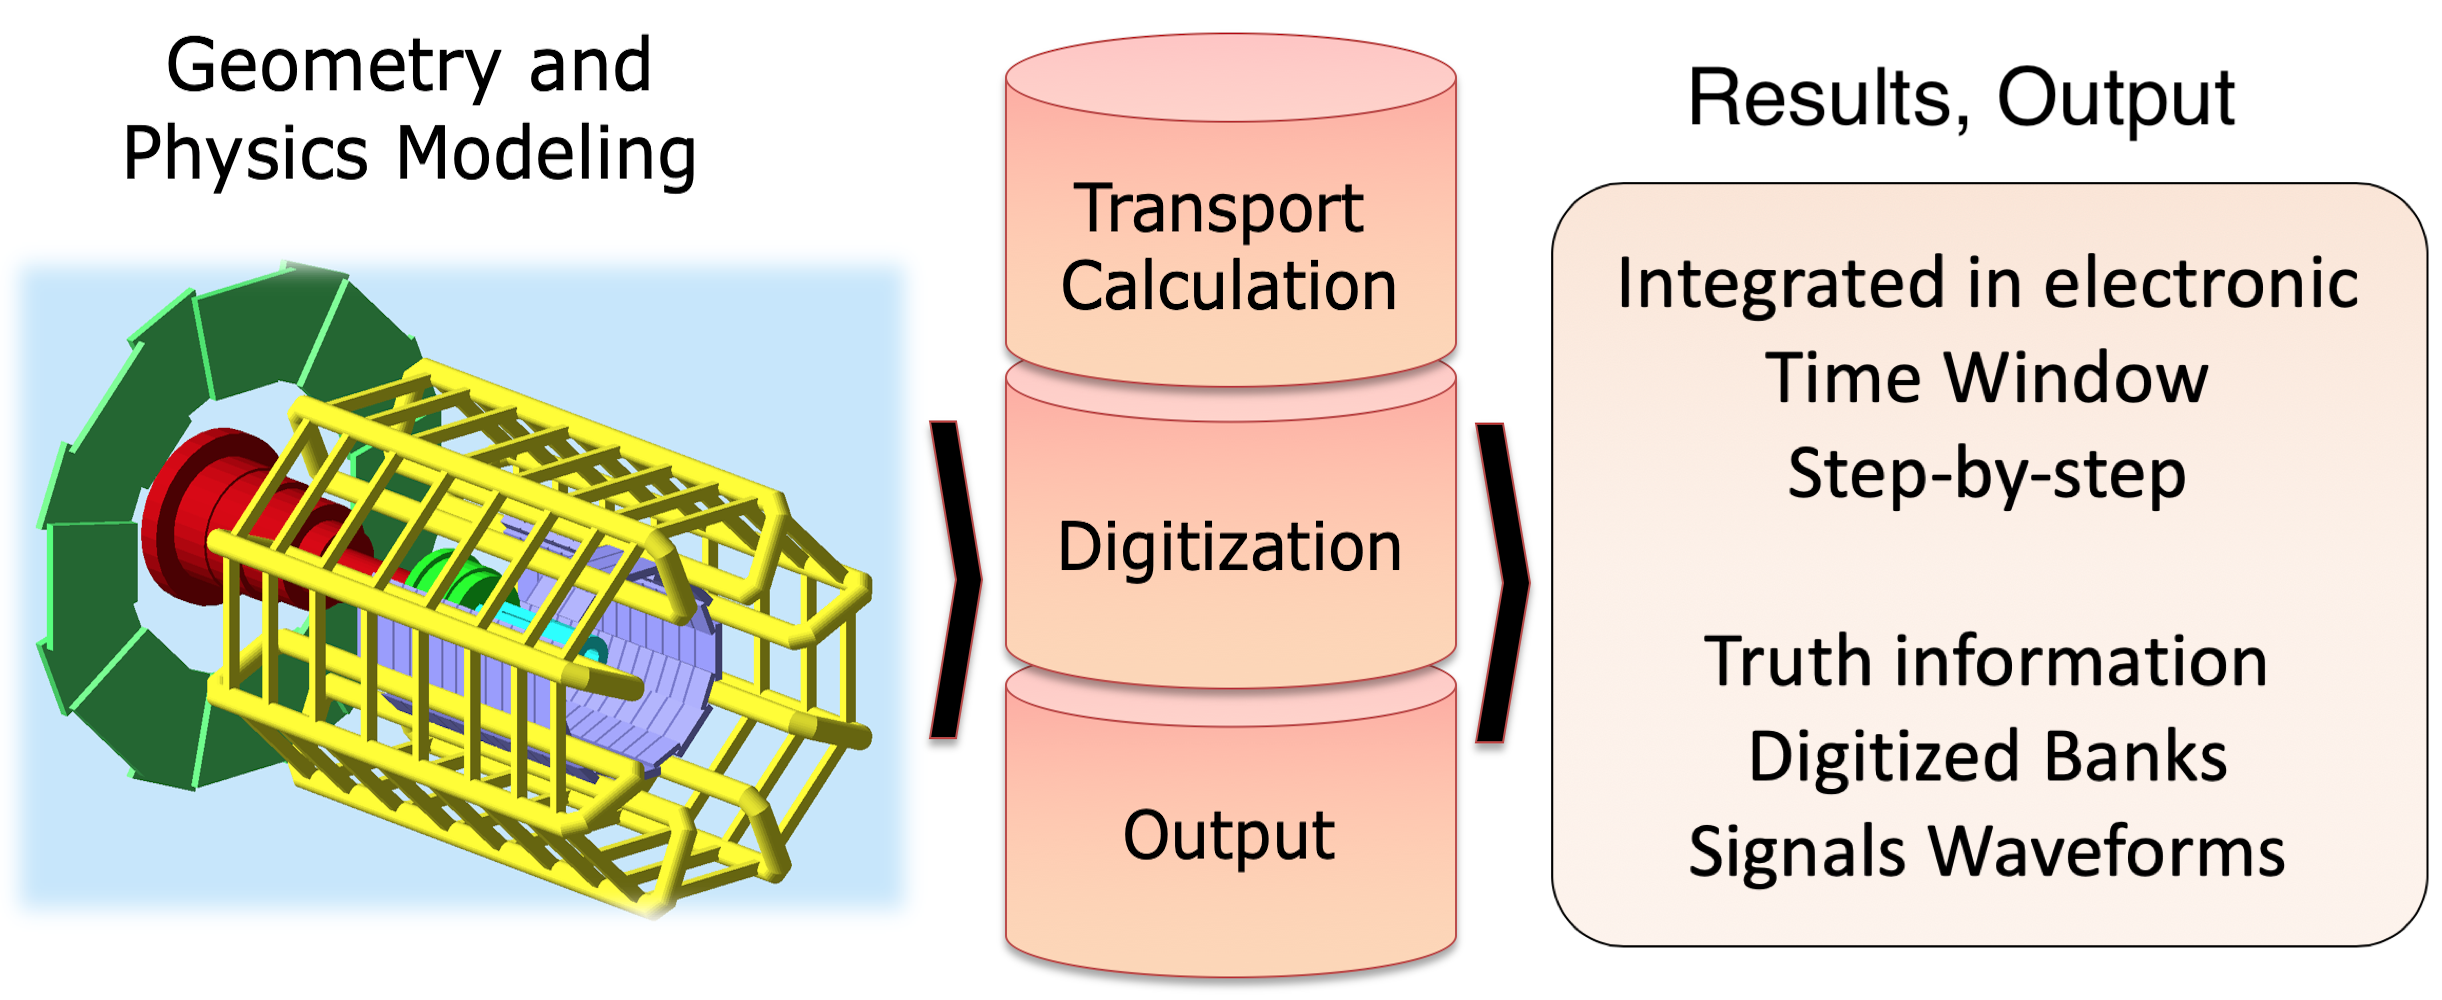 Geometry and
Physics Modeling
Transport
Calculation
Digitization
Output
Results, Output
Integrated in electronic
Time Window
Step-by-step
Truth information
Digitized Banks
Signals Waveforms